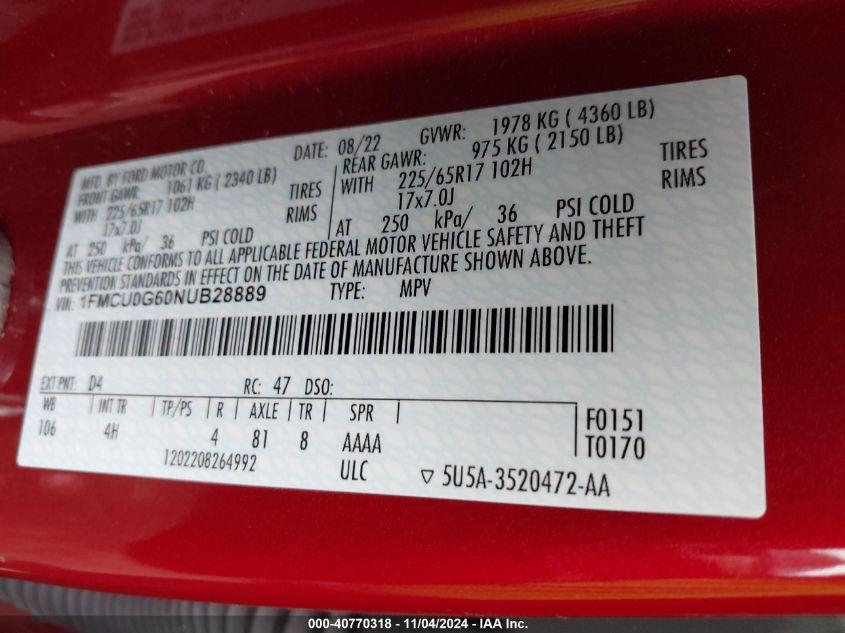 MFD. BY FORD MOTOR CO.
DATE: 08/22 GVWR: 1978 KG ( 4360 LB)
FRONT GAWR: 1061 KG ( 2340 LB)
WITH 225/65R17 102H TIRES
17x7.0J RIMS
AT 250 kPa/ 36 PSI COLD
REAR GAWR: 975 KG ( 2150 LB)
WITH 225/65R17 102H TIRES
17x7.0J RIMS
AT 250 kPa/ 36 PSI COLD
THIS VEHICLE CONFORMS TO ALL APPLICABLE FEDERAL MOTOR VEHICLE SAFETY AND THEFT
PREVENTION STANDARDS IN EFFECT ON THE DATE OF MANUFACTURE SHOWN ABOVE.
VIN: 1FMCU0G60NUB28889 TYPE: MPV
EXT PNT: D4 RC: 47 DSO:
WB INT TR TP/PS R AXLE TR SPR
106 4H 4 81 8 AAAA
F0151
T0170
1202208264992 ULC ▽ 5U5A-3520472-AA
000-40770318 - 11/04/2024 - IAA Inc.